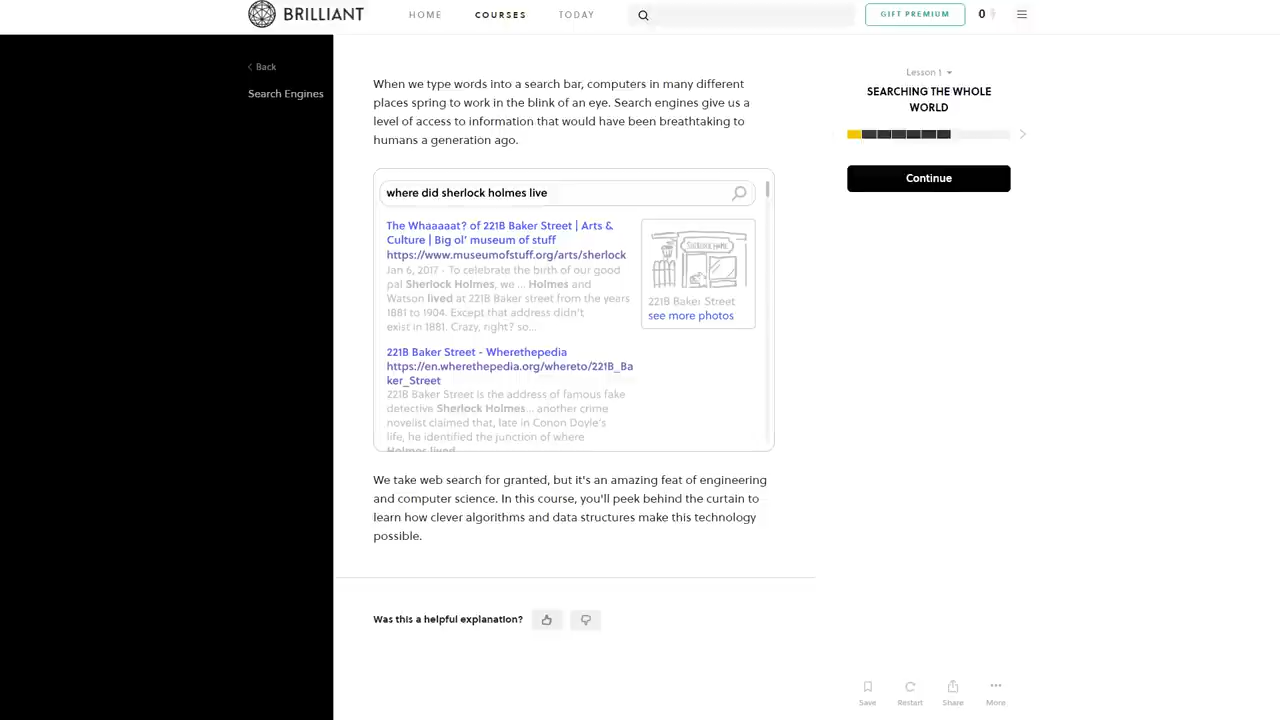 BRILLIANT
HOME
COURSES
TODAY
GIFT PREMIUM
0
Back
Search Engines
When we type words into a search bar, computers in many different
places spring to work in the blink of an eye. Search engines give us a
level of access to information that would have been breathtaking to
humans a generation ago.
where did sherlock holmes live
The Whaaaaat? of 221B Baker Street | Arts &
Culture | Big ol' museum of stuff
https://www.museumofstuff.org/arts/sherlock
Jan 6, 2017 - To celebrate the birth of our good
pal Sherlock Holmes, we ... Holmes and
Watson lived at 221B Baker street from the years
1881 to 1904. Except that address didn't
exist in 1881. Crazy, right? so...
SHERLOCK HOME
221B Baker Street
see more photos
221B Baker Street - Wherethepedia
https://en.wherethepedia.org/whereto/221B_Ba
ker_Street
221B Baker Street is the address of famous fake
detective Sherlock Holmes... another crime
novelist claimed that, late in Conan Doyle's
life, he identified the junction of where
Holmes lived
We take web search for granted, but it's an amazing feat of engineering
and computer science. In this course, you'll peek behind the curtain to
learn how clever algorithms and data structures make this technology
possible.
Was this a helpful explanation?
Lesson 1
SEARCHING THE WHOLE
WORLD
Continue
Save
Restart
Share
More